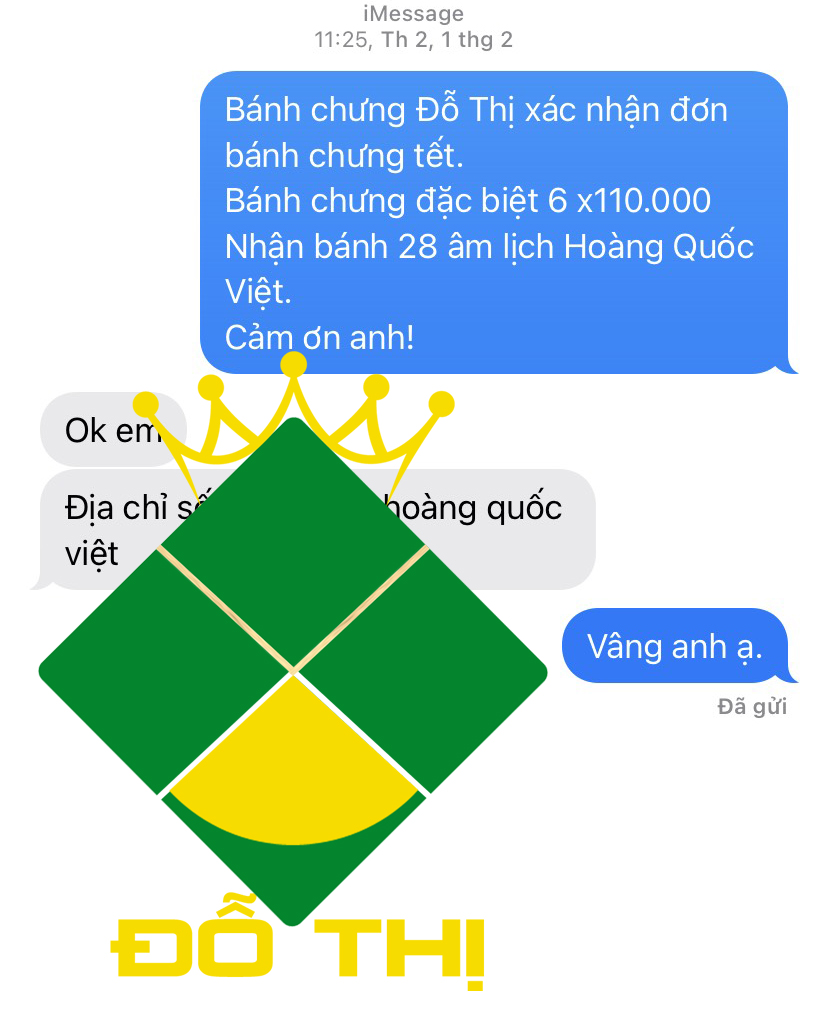 iMessage
11:25, Th 2, 1 thg 2
Bánh chưng Đỗ Thị xác nhận đơn
bánh chưng tết.
Bánh chưng đặc biệt 6 x110.000
Nhận bánh 28 âm lịch Hoàng Quốc
Việt.
Cảm ơn anh!
Ok em
Địa chỉ số hoàng quốc
việt
Vâng anh ạ.
Đã gửi
ĐỖ THỊ